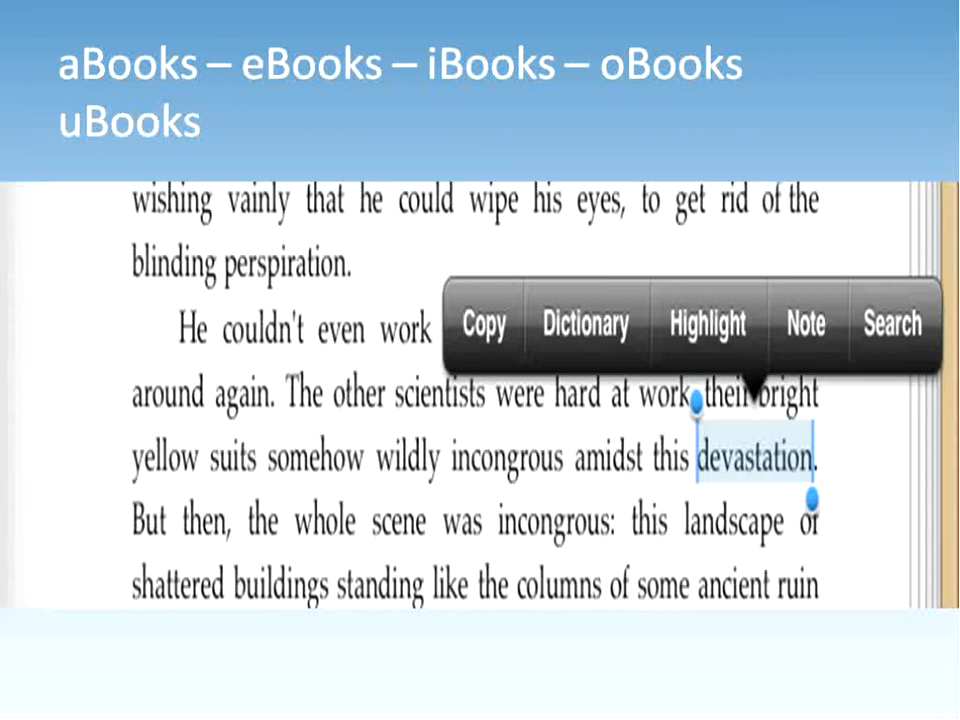 aBooks – eBooks – iBooks – oBooks
uBooks
wishing vainly that he could wipe his eyes, to get rid of the
blinding perspiration.
He couldn't even work
Copy Dictionary Highlight Note Search
around again. The other scientists were hard at work, their bright
yellow suits somehow wildly incongrous amidst this devastation.
But then, the whole scene was incongrous: this landscape of
shattered buildings standing like the columns of some ancient ruin